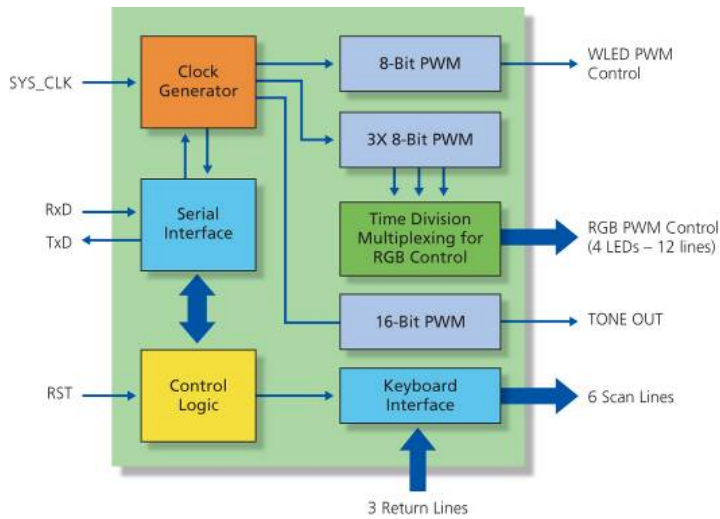 SYS_CLK
Clock
Generator
8-Bit PWM
WLED PWM
Control
3X 8-Bit PWM
RxD
TxD
Serial
Interface
Time Division
Multiplexing for
RGB Control
RGB PWM Control
(4 LEDs – 12 lines)
16-Bit PWM
TONE OUT
RST
Control
Logic
Keyboard
Interface
6 Scan Lines
3 Return Lines